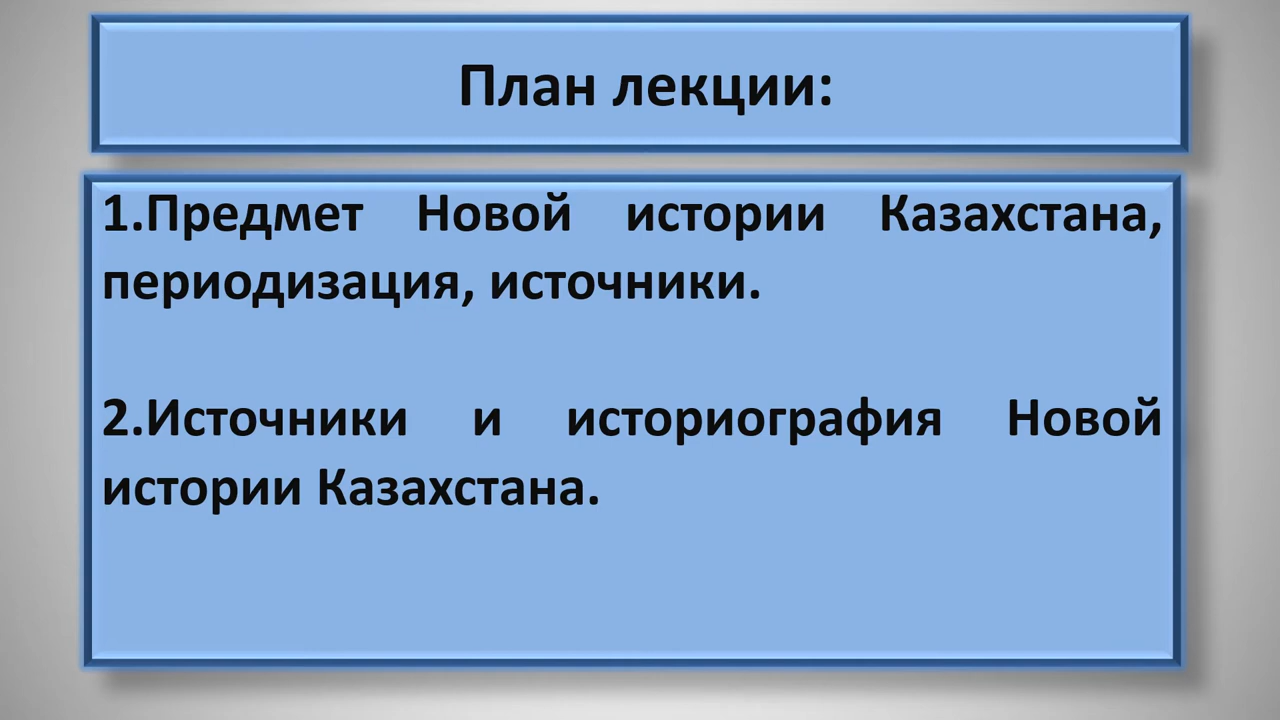 План лекции:
1.Предмет Новой истории Казахстана,
периодизация, источники.
2.Источники и историография Новой
истории Казахстана.